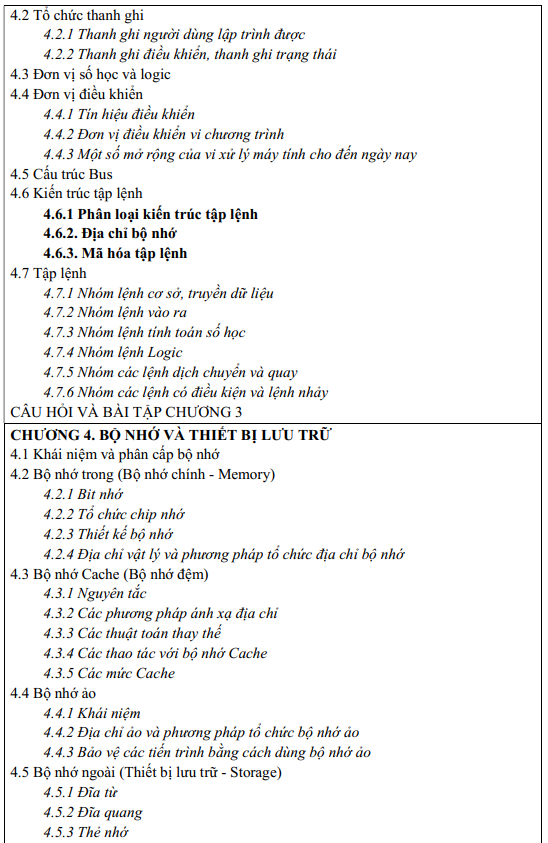 4.2 Tổ chức thanh ghi
4.2.1 Thanh ghi người dùng lập trình được
4.2.2 Thanh ghi điều khiển, thanh ghi trạng thái
4.3 Đơn vị số học và logic
4.4 Đơn vị điều khiển
4.4.1 Tín hiệu điều khiển
4.4.2 Đơn vị điều khiển vi chương trình
4.4.3 Một số mở rộng của vi xử lý máy tính cho đến ngày nay
4.5 Cấu trúc Bus
4.6 Kiến trúc tập lệnh
4.6.1 Phân loại kiến trúc tập lệnh
4.6.2. Địa chỉ bộ nhớ
4.6.3. Mã hóa tập lệnh
4.7 Tập lệnh
4.7.1 Nhóm lệnh cơ sở, truyền dữ liệu
4.7.2 Nhóm lệnh vào ra
4.7.3 Nhóm lệnh tính toán số học
4.7.4 Nhóm lệnh Logic
4.7.5 Nhóm các lệnh dịch chuyển và quay
4.7.6 Nhóm các lệnh có điều kiện và lệnh nhảy
CÂU HỎI VÀ BÀI TẬP CHƯƠNG 3
CHƯƠNG 4. BỘ NHỚ VÀ THIẾT BỊ LƯU TRỮ
4.1 Khái niệm và phân cấp bộ nhớ
4.2 Bộ nhớ trong (Bộ nhớ chính - Memory)
4.2.1 Bit nhớ
4.2.2 Tổ chức chip nhớ
4.2.3 Thiết kế bộ nhớ
4.2.4 Địa chỉ vật lý và phương pháp tổ chức địa chỉ bộ nhớ
4.3 Bộ nhớ Cache (Bộ nhớ đệm)
4.3.1 Nguyên tắc
4.3.2 Các phương pháp ánh xạ địa chỉ
4.3.3 Các thuật toán thay thế
4.3.4 Các thao tác với bộ nhớ Cache
4.3.5 Các mức Cache
4.4 Bộ nhớ ảo
4.4.1 Khái niệm
4.4.2 Địa chỉ ảo và phương pháp tổ chức bộ nhớ ảo
4.4.3 Bảo vệ các tiến trình bằng cách dùng bộ nhớ ảo
4.5 Bộ nhớ ngoài (Thiết bị lưu trữ - Storage)
4.5.1 Đĩa từ
4.5.2 Đĩa quang
4.5.3 Thẻ nhớ